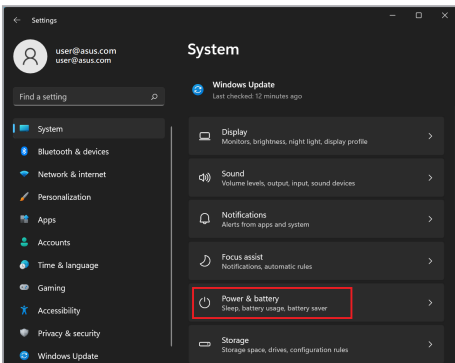 Settings
user@asus.com
user@asus.com
Find a setting
System
Bluetooth & devices
Network & internet
Personalization
Apps
Accounts
Time & language
Gaming
Accessibility
Privacy & security
Windows Update
System
Windows Update
Last checked: 12 minutes ago
Display
Monitors, brightness, night light, display profile
Sound
Volume levels, output, input, sound devices
Notifications
Alerts from apps and system
Focus assist
Notifications, automatic rules
Power & battery
Sleep, battery usage, battery saver
Storage
Storage space, drives, configuration rules